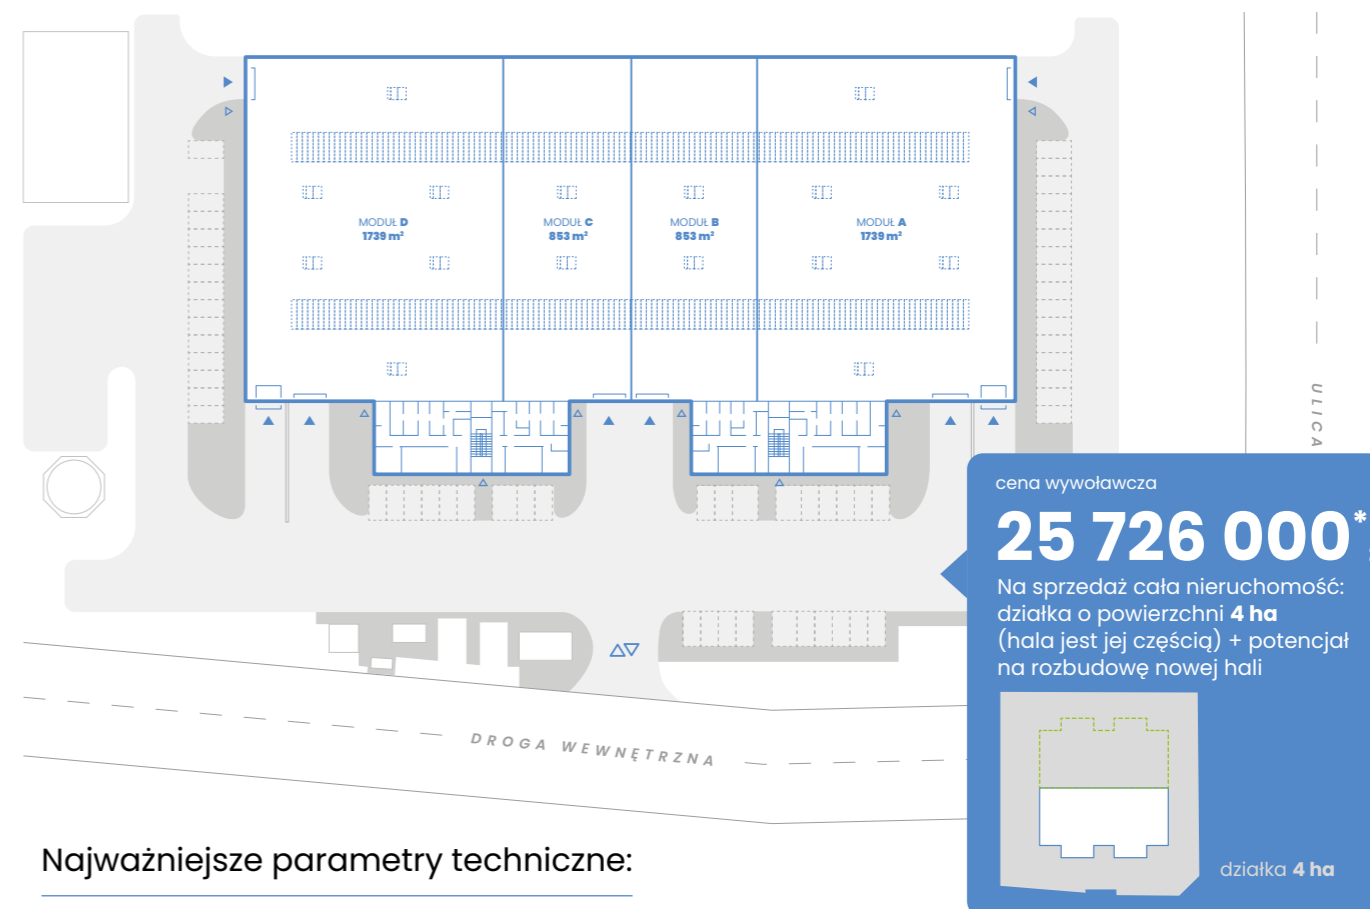 MODUŁ D
1739 m²
MODUŁ C
853 m²
MODUŁ B
853 m²
MODUŁ A
1739 m²
ULICA
cena wywoławcza
25 726 000*
Na sprzedaż cała nieruchomość:
działka o powierzchni 4 ha
(hala jest jej częścią) + potencjał
na rozbudowę nowej hali
działka 4 ha
DROGA WEWNĘTRZNA
Najważniejsze parametry techniczne: